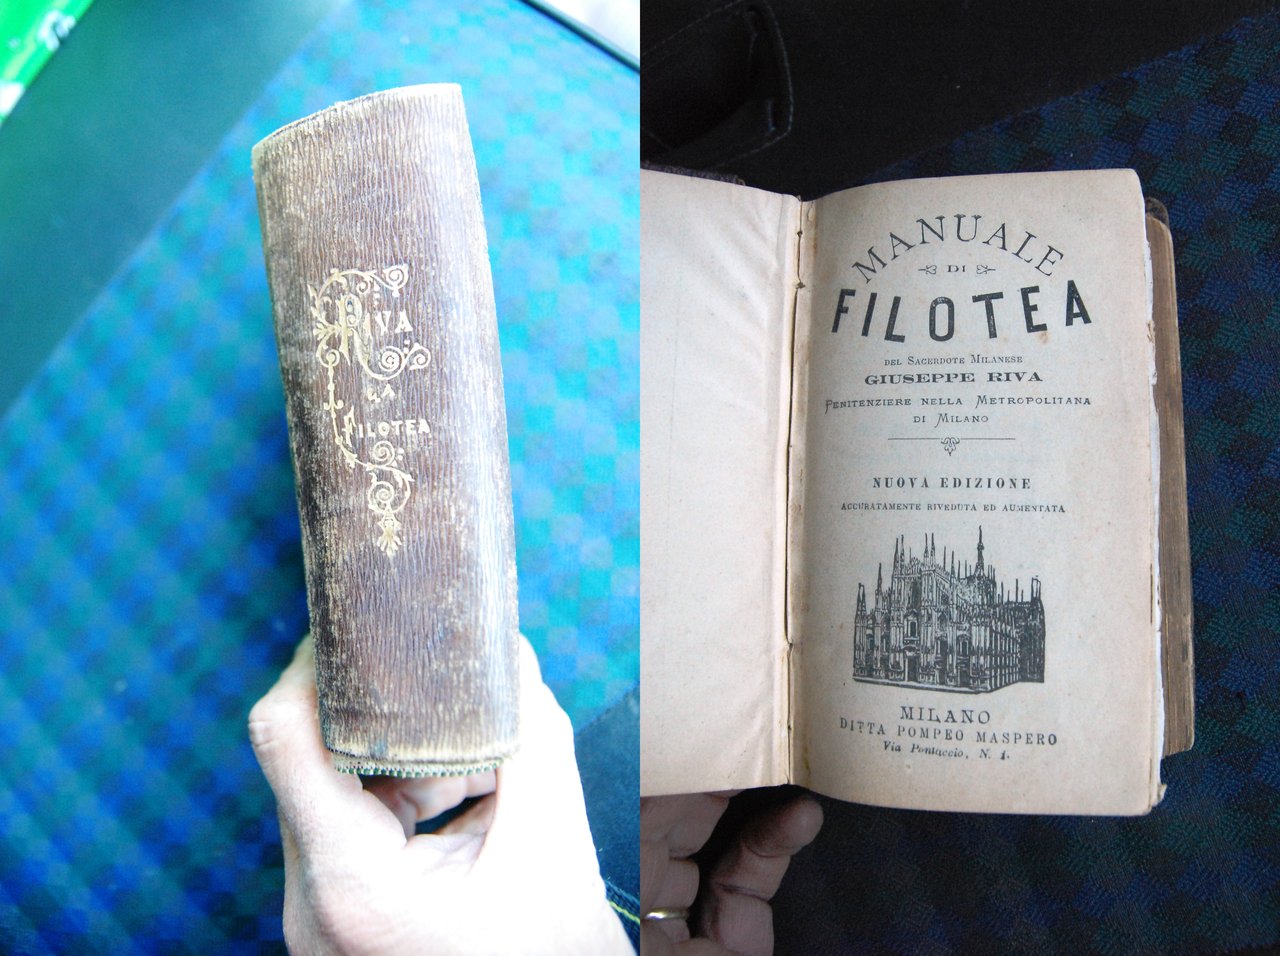 RIVA
LA
FILOTEA
MANUALE
DI
FILOTEA
DEL SACERDOTE MILANESE
GIUSEPPE RIVA
PENITENZIERE NELLA METROPOLITANA
DI MILANO
NUOVA EDIZIONE
ACCURATAMENTE RIVEDUTA ED AUMENTATA
MILANO
DITTA POMPEO MASPERO
Via Pontaccio, N. 1.